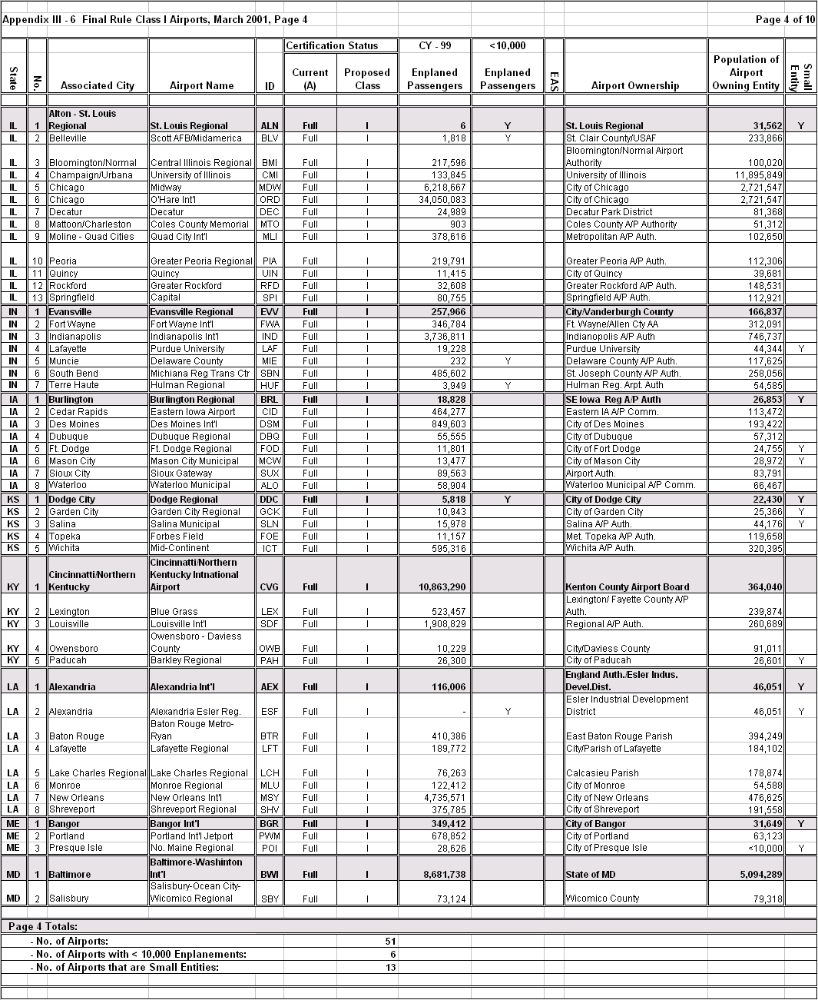 Appendix III - 6 Final Rule Class I Airports, March 2001, Page 4 Page 4 of 10
Certification Status CY - 99 <10,000
State No. Associated City Airport Name ID Current (A) Proposed Class Enplaned Passengers Enplaned Passengers EAS Airport Ownership Population of Airport Owning Entity Small Entity
IL 1 Alton - St. Louis Regional St. Louis Regional ALN Full I 6 Y St. Louis Regional 31,562 Y
IL 2 Belleville Scott AFB/Midamerica BLV Full I 1,818 Y St. Clair County/USAF 233,866
IL 3 Bloomington/Normal Central Illinois Regional BMI Full I 217,596 Bloomington/Normal Airport Authority 100,020
IL 4 Champaign/Urbana University of Illinois CMI Full I 133,845 University of Illinois 11,895,849
IL 5 Chicago Midway MDW Full I 6,218,667 City of Chicago 2,721,547
IL 6 Chicago O'Hare Int'l ORD Full I 34,050,083 City of Chicago 2,721,547
IL 7 Decatur Decatur DEC Full I 24,989 Decatur Park District 81,368
IL 8 Mattoon/Charleston Coles County Memorial MTO Full I 903 Coles County A/P Authority 51,312
IL 9 Moline - Quad Cities Quad City Int'l MLI Full I 378,616 Metropolitan A/P Auth. 102,650
IL 10 Peoria Greater Peoria Regional PIA Full I 219,791 Greater Peoria A/P Auth. 112,306
IL 11 Quincy Quincy UIN Full I 11,415 City of Quincy 39,681
IL 12 Rockford Greater Rockford RFD Full I 32,608 Greater Rockford A/P Auth. 148,531
IL 13 Springfield Capital SPI Full I 80,755 Springfield A/P Auth. 112,921
IN 1 Evansville Evansville Regional EVV Full I 257,966 City/Vanderburgh County 166,837
IN 2 Fort Wayne Fort Wayne Int'l FWA Full I 346,784 Ft. Wayne/Allen Cty AA 312,091
IN 3 Indianapolis Indianapolis Int'l IND Full I 3,736,811 Indianopolis A/P Auth 746,737
IN 4 Lafayette Purdue University LAF Full I 19,228 Purdue University 44,344 Y
IN 5 Muncie Delaware County MIE Full I 232 Y Delaware County A/P Auth. 117,625
IN 6 South Bend Michiana Reg Trans Ctr SBN Full I 485,602 St. Joseph County A/P Auth. 258,056
IN 7 Terre Haute Hulman Regional HUF Full I 3,949 Y Hulman Reg. Arpt. Auth 54,585
IA 1 Burlington Burlington Regional BRL Full I 18,828 SE Iowa Reg A/P Auth 26,853 Y
IA 2 Cedar Rapids Eastern Iowa Airport CID Full I 464,277 Eastern IA A/P Comm. 113,472
IA 3 Des Moines Des Moines Int'l DSM Full I 849,603 City of Des Moines 193,422
IA 4 Dubuque Dubuque Regional DBQ Full I 55,555 City of Dubuque 57,312
IA 5 Ft. Dodge Ft. Dodge Regional FOD Full I 11,801 City of Fort Dodge 24,755 Y
IA 6 Mason City Mason City Municipal MCW Full I 13,477 City of Mason City 28,972 Y
IA 7 Sioux City Sioux Gateway SUX Full I 89,563 Airport Auth. 83,791
IA 8 Waterloo Waterloo Municipal ALO Full I 58,904 Waterloo Municipal A/P Comm. 66,467
KS 1 Dodge City Dodge Regional DDC Full I 5,818 Y City of Dodge City 22,430 Y
KS 2 Garden City Garden City Regional GCK Full I 10,943 City of Garden City 25,366 Y
KS 3 Salina Salina Municipal SLN Full I 15,978 Salina A/P Auth. 44,176 Y
KS 4 Topeka Forbes Field FOE Full I 11,157 Met. Topeka A/P Auth. 119,658
KS 5 Wichita Mid-Continent ICT Full I 595,316 Wichita A/P Auth. 320,395
KY 1 Cincinnatti/Northern Kentucky Cincinnatti/Northern Kentucky Intnational Airport CVG Full I 10,863,290 Kenton County Airport Board 364,040
KY 2 Lexington Blue Grass LEX Full I 523,457 Lexington/ Fayette County A/P Auth. 239,874
KY 3 Louisville Louisville Int'l SDF Full I 1,908,829 Regional A/P Auth. 260,689
KY 4 Owensboro Owensboro - Daviess County OWB Full I 10,229 City/Daviess County 91,011
KY 5 Paducah Barkley Regional PAH Full I 26,300 City of Paducah 26,601 Y
LA 1 Alexandria Alexandria Int'l AEX Full I 116,006 England Auth./Esler Indus. Devel.Dist. 46,051 Y
LA 2 Alexandria Alexandria Esler Reg. ESF Full I - Y Esler Industrial Development District 46,051 Y
LA 3 Baton Rouge Baton Rouge Metro-Ryan BTR Full I 410,386 East Baton Rouge Parish 394,249
LA 4 Lafayette Lafayette Regional LFT Full I 189,772 City/Parish of Lafayette 184,102
LA 5 Lake Charles Regional Lake Charles Regional LCH Full I 76,263 Calcasieu Parish 178,874
LA 6 Monroe Monroe Regional MLU Full I 122,412 City of Monroe 54,588
LA 7 New Orleans New Orleans Int'l MSY Full I 4,735,571 City of New Orleans 476,625
LA 8 Shreveport Shreveport Regional SHV Full I 375,785 City of Shreveport 191,558
ME 1 Bangor Bangor Int'l BGR Full I 349,412 City of Bangor 31,649 Y
ME 2 Portland Portland Int'l Jetport PWM Full I 678,852 City of Portland 63,123
ME 3 Presque Isle No. Maine Regional POI Full I 28,626 City of Presque Isle <10,000 Y
MD 1 Baltimore Baltimore-Washinton Int'l BWI Full I 8,681,738 State of MD 5,094,289
MD 2 Salisbury Salisbury-Ocean City-Wicomico Regional SBY Full I 73,124 Wicomico County 79,318
Page 4 Totals:
- No. of Airports: 51
- No. of Airports with < 10,000 Enplanements: 6
- No. of Airports that are Small Entities: 13